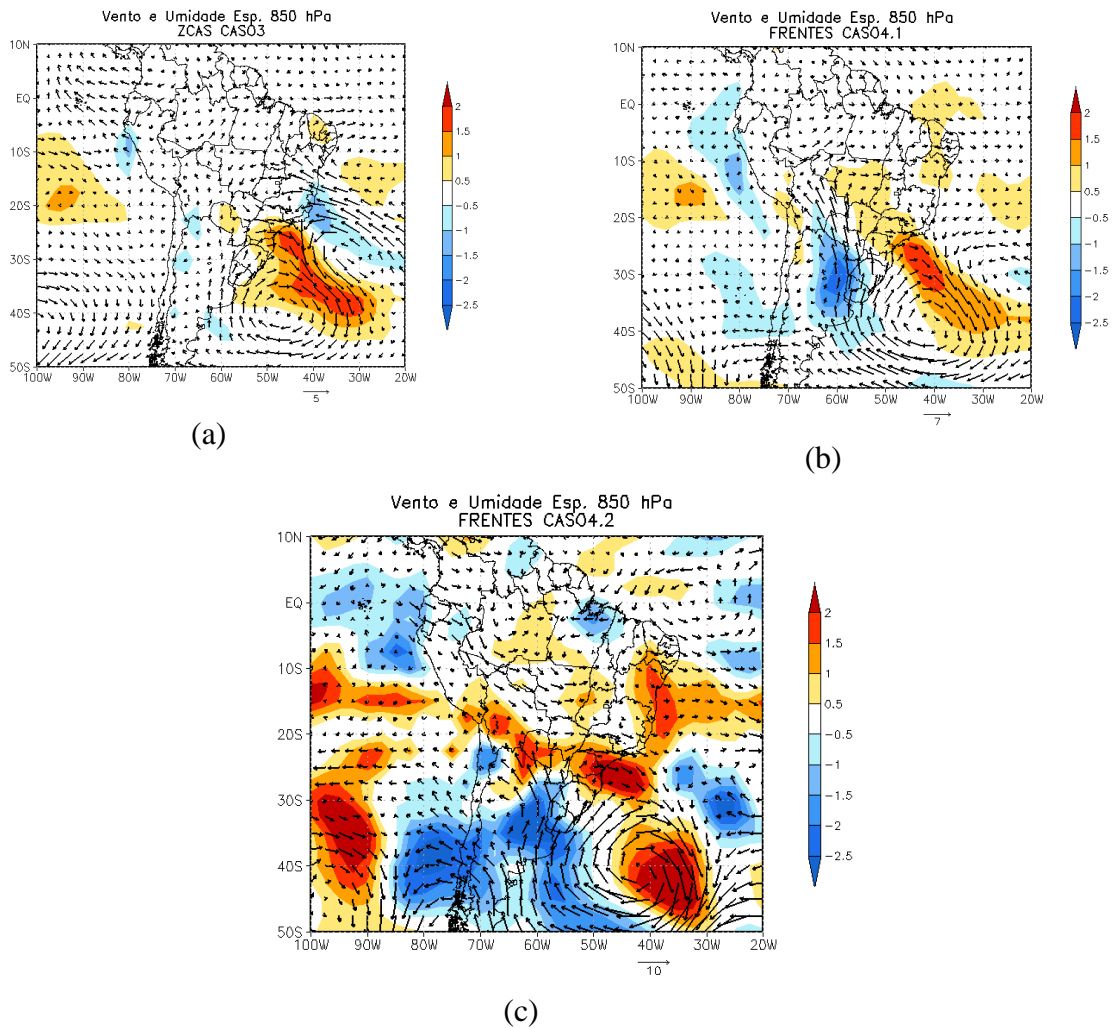 Vento e Umidade Esp. 850 hPa
ZCAS CASO3
10N
EQ
10S
20S
30S
40S
50S
100W 90W 80W 70W 60W 50W 40W 30W 20W
5
2
1.5
1
0.5
-0.5
-1
-1.5
-2
-2.5
(a)
Vento e Umidade Esp. 850 hPa
FRENTES CASO4.1
10N
EQ
10S
20S
30S
40S
50S
100W 90W 80W 70W 60W 50W 40W 30W 20W
7
2
1.5
1
0.5
-0.5
-1
-1.5
-2
-2.5
(b)
Vento e Umidade Esp. 850 hPa
FRENTES CASO4.2
10N
EQ
10S
20S
30S
40S
50S
100W 90W 80W 70W 60W 50W 40W 30W 20W
10
2
1.5
1
0.5
-0.5
-1
-1.5
-2
-2.5
(c)